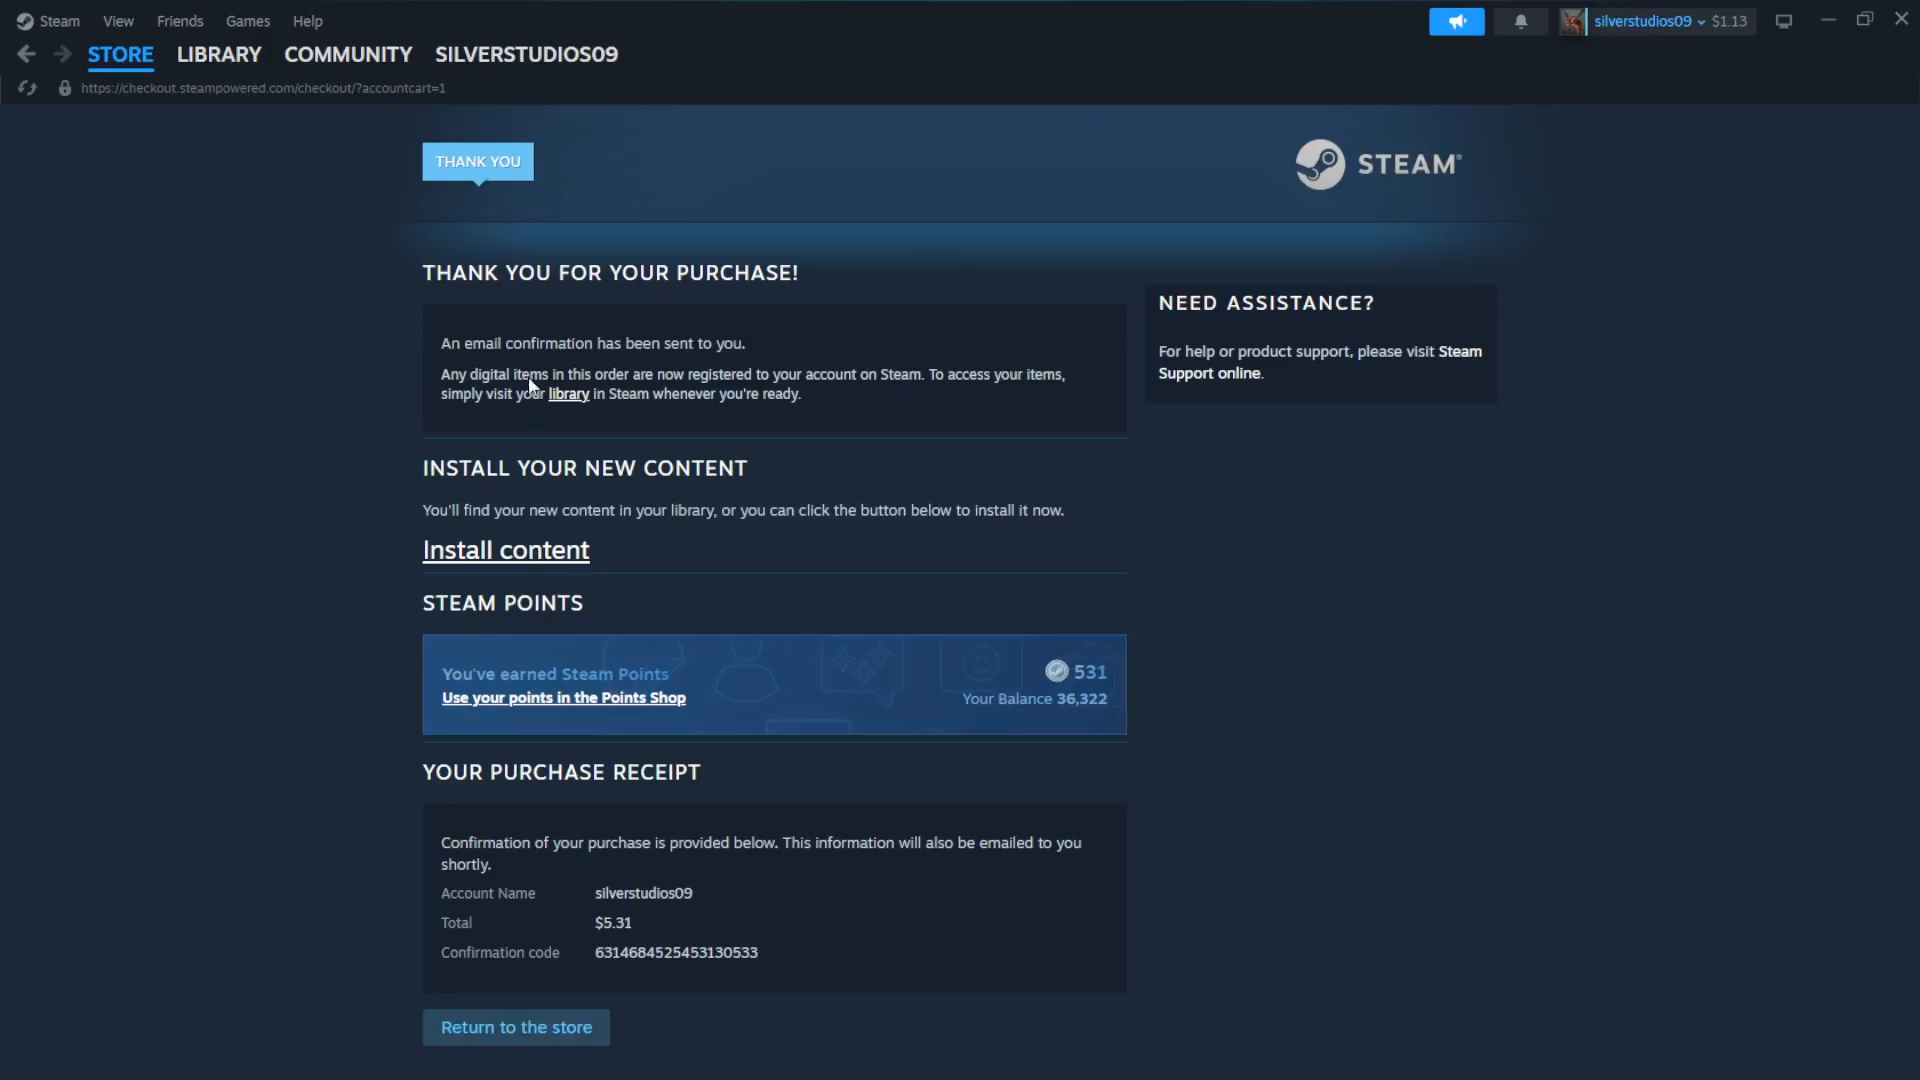 Steam View Friends Games Help
silverstudios09 $1.13
STORE LIBRARY COMMUNITY SILVERSTUDIOS09
https://checkout.steampowered.com/checkout/?accountcart=1
THANK YOU
STEAM®
THANK YOU FOR YOUR PURCHASE!
An email confirmation has been sent to you.
Any digital items in this order are now registered to your account on Steam. To access your items,
simply visit your library in Steam whenever you're ready.
NEED ASSISTANCE?
For help or product support, please visit Steam
Support online.
INSTALL YOUR NEW CONTENT
You'll find your new content in your library, or you can click the button below to install it now.
Install content
STEAM POINTS
You've earned Steam Points
531
Use your points in the Points Shop
Your Balance 36,322
YOUR PURCHASE RECEIPT
Confirmation of your purchase is provided below. This information will also be emailed to you
shortly.
Account Name silverstudios09
Total $5.31
Confirmation code 6314684525453130533
Return to the store